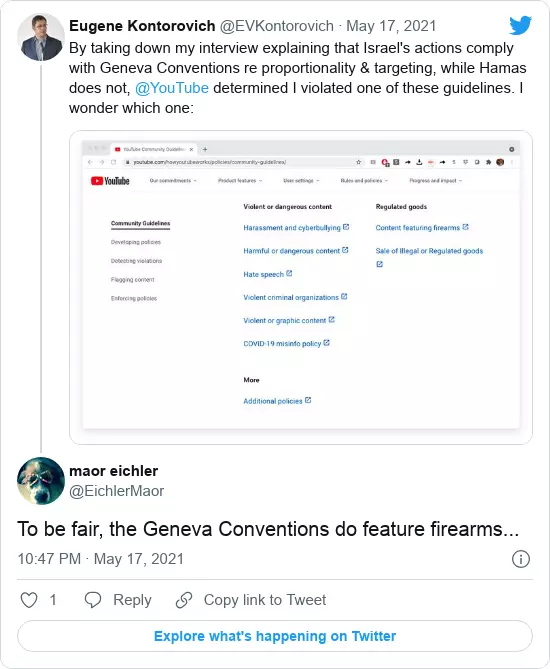 Eugene Kontorovich @EVKontorovich · May 17, 2021
By taking down my interview explaining that Israel's actions comply
with Geneva Conventions re proportionality & targeting, while Hamas
does not, @YouTube determined I violated one of these guidelines. I
wonder which one:
YouTube Community Guidelin
youtube.com/howyoutubeworks/policies/community-guidelines/
YouTube
Our commitments
Product features
User settings
Rules and policies
Progress and impact
Community Guidelines
Developing policies
Detecting violations
Flagging content
Enforcing policies
Violent or dangerous content
Harassment and cyberbullying
Harmful or dangerous content
Hate speech
Violent criminal organizations
Violent or graphic content
COVID-19 misinfo policy
More
Additional policies
Regulated goods
Content featuring firearms
Sale of Illegal or Regulated goods
maor eichler
@EichlerMaor
To be fair, the Geneva Conventions do feature firearms...
10:47 PM · May 17, 2021
1 Reply Copy link to Tweet
Explore what's happening on Twitter